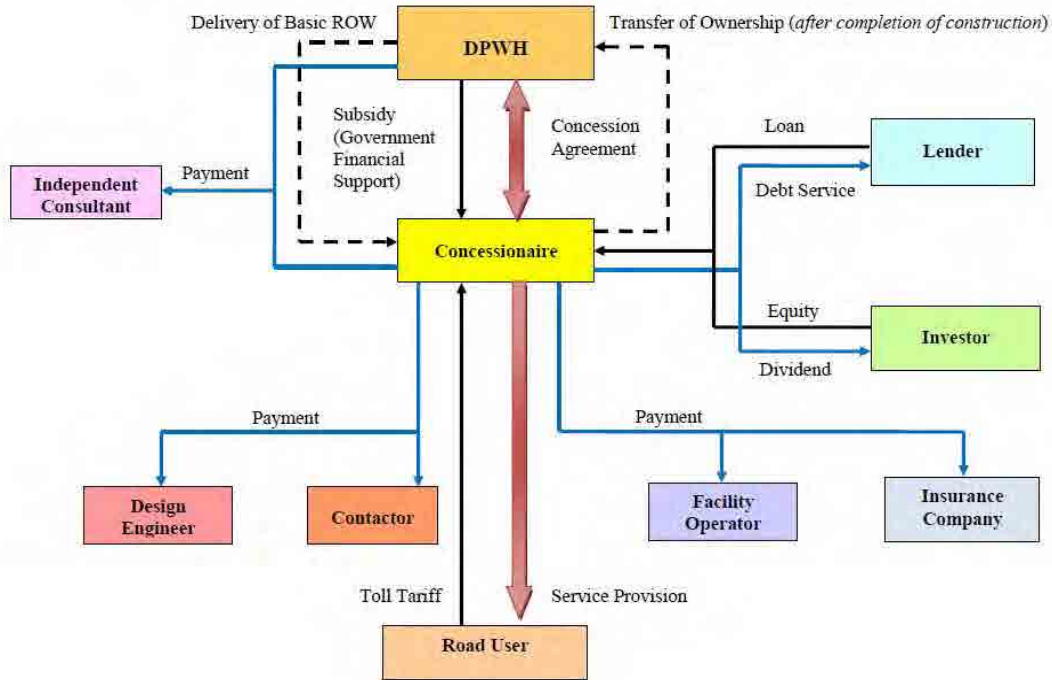 Delivery of Basic ROW
Transfer of Ownership (after completion of construction)
DPWH
Subsidy
(Government
Financial
Support)
Concession
Agreement
Loan
Lender
Payment
Independent
Consultant
Debt Service
Concessionaire
Equity
Investor
Dividend
Payment
Payment
Design
Engineer
Contactor
Facility
Operator
Insurance
Company
Toll Tariff
Service Provision
Road User